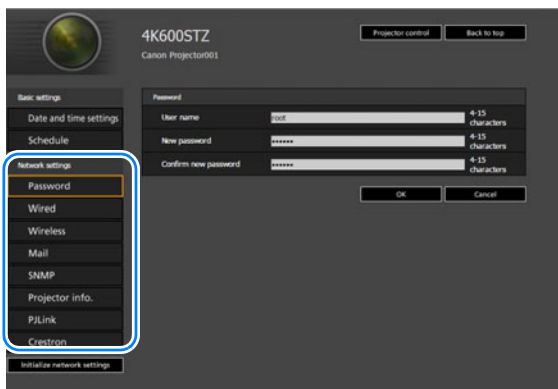 4K600STZ
Canon Projector001
Projector control
Back to top
Basic settings
Date and time settings
Schedule
Network settings
Password
Wired
Wireless
Mail
SNMP
Projector info.
PJLink
Crestron
Initialize network settings
Password
User name root 4-15 characters
New password •••••• 4-15 characters
Confirm new password •••••• 4-15 characters
OK
Cancel